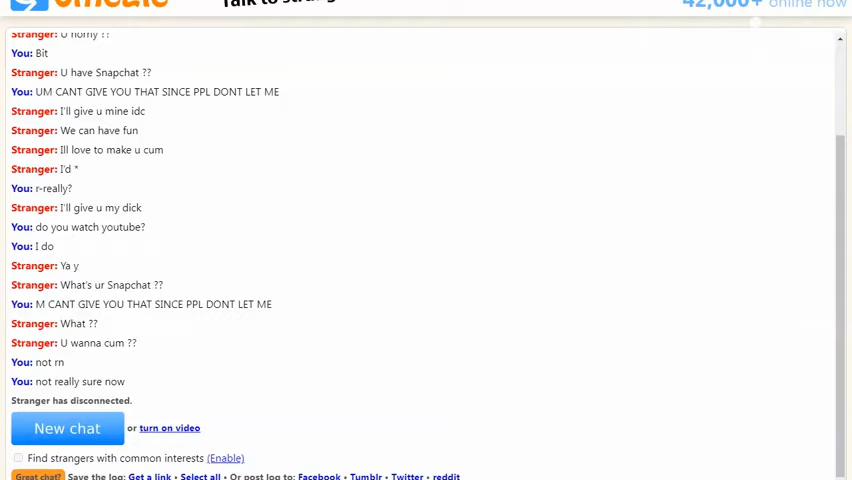 Stranger: U horny ??
You: Bit
Stranger: U have Snapchat ??
You: UM CANT GIVE YOU THAT SINCE PPL DONT LET ME
Stranger: I'll give u mine idc
Stranger: We can have fun
Stranger: Ill love to make u cum
Stranger: I'd *
You: r-really?
Stranger: I'll give u my dick
You: do you watch youtube?
You: I do
Stranger: Ya y
Stranger: What's ur Snapchat ??
You: M CANT GIVE YOU THAT SINCE PPL DONT LET ME
Stranger: What ??
Stranger: U wanna cum ??
You: not rn
You: not really sure now
Stranger has disconnected.
New chat or turn on video
Find strangers with common interests (Enable)
Great chat? Save the log: Get a link • Select all • Or post log to: Facebook • Tumblr • Twitter • reddit